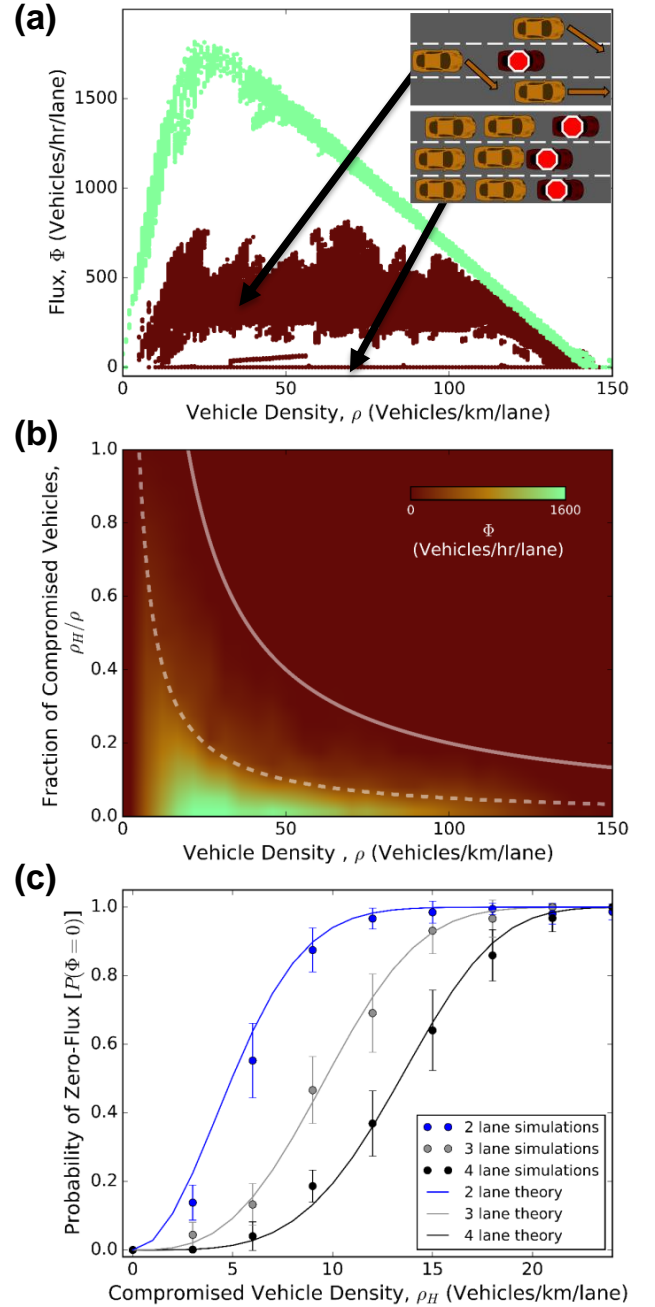 (a)
1500
1000
500
0
Flux, Φ (Vehicles/hr/lane)
0 50 100 150
Vehicle Density, ρ (Vehicles/km/lane)
(b)
1.0
0.8
0.6
0.4
0.2
0.0
Fraction of Compromised Vehicles,
ρ_H/ρ
0 1600
Φ
(Vehicles/hr/lane)
0 50 100 150
Vehicle Density , ρ (Vehicles/km/lane)
(c)
1.0
0.8
0.6
0.4
0.2
0.0
Probability of Zero-Flux [P(Φ = 0)]
2 lane simulations
3 lane simulations
4 lane simulations
2 lane theory
3 lane theory
4 lane theory
0 5 10 15 20
Compromised Vehicle Density, ρ_H (Vehicles/km/lane)